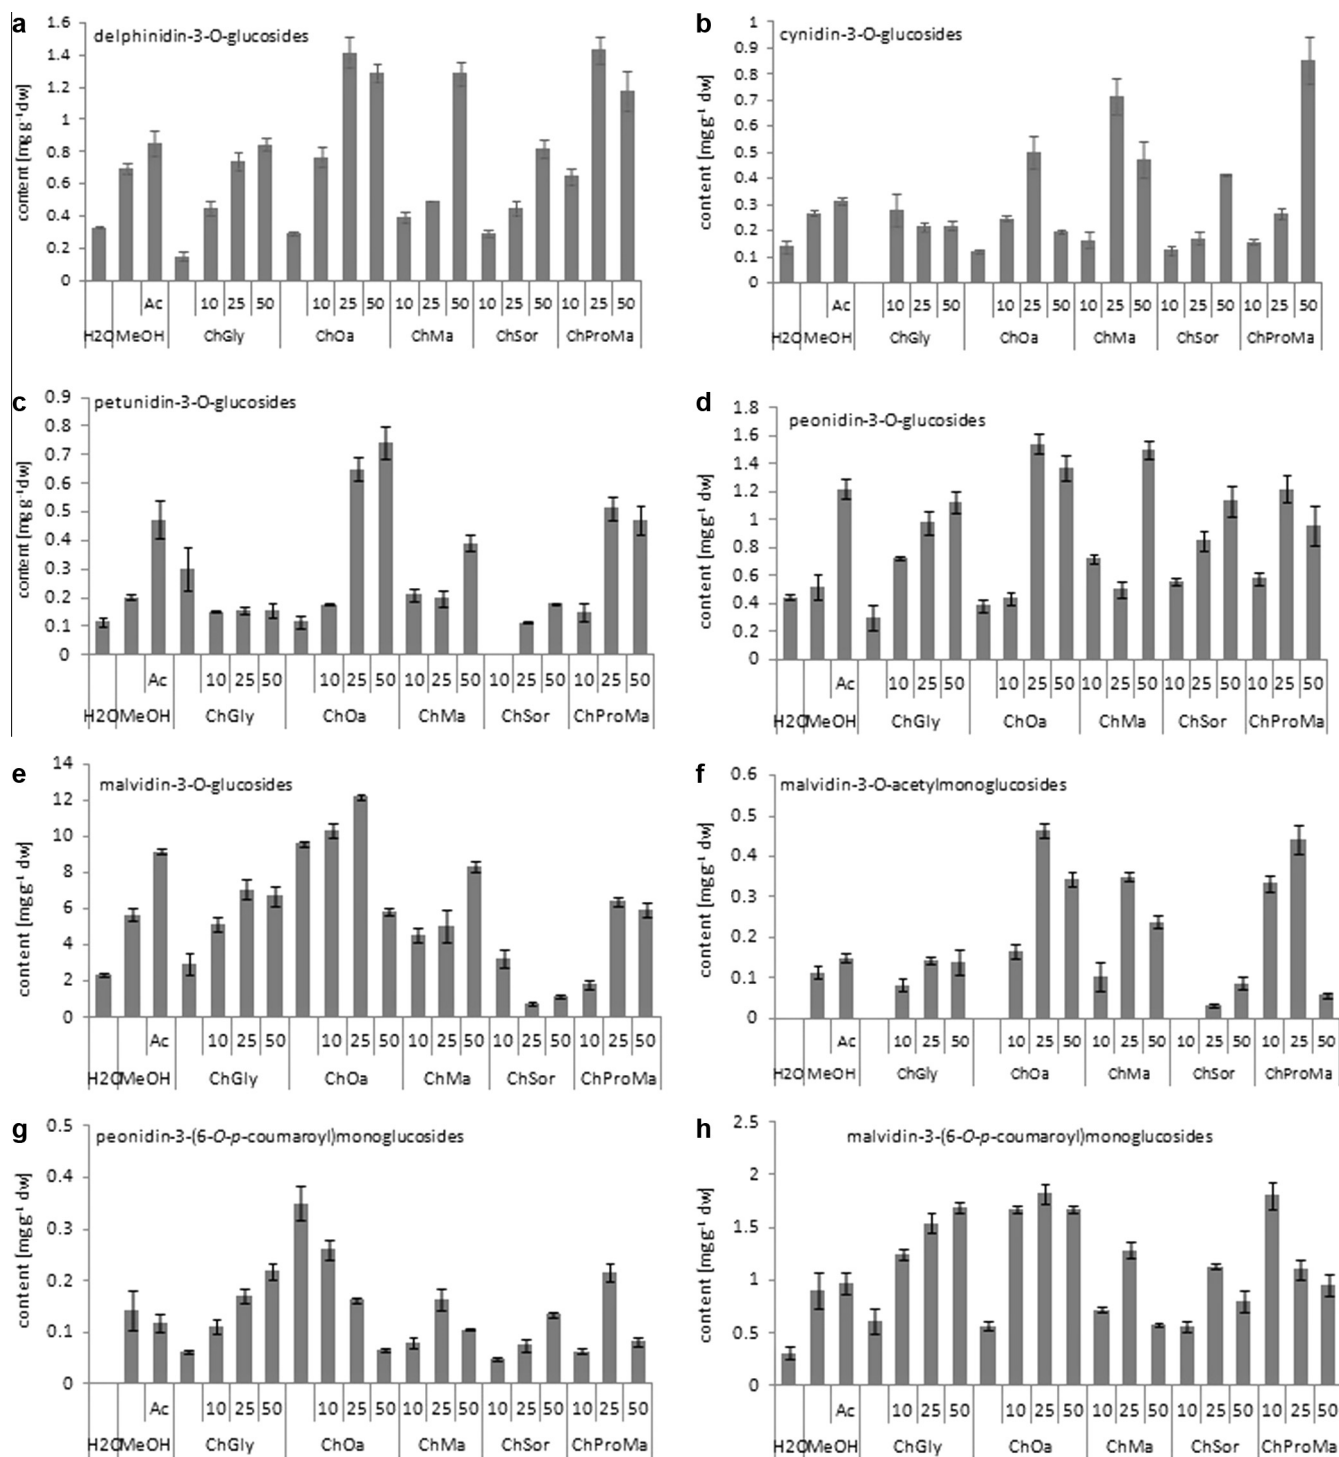 a
delphinidin-3-O-glucosides
content [mg g⁻¹ dw]
1.6
1.4
1.2
1
0.8
0.6
0.4
0.2
0
Ac 10 25 50 10 25 50 10 25 50 10 25 50 10 25 50
H2O MeOH ChGly ChOa ChMa ChSor ChProMa
b
cynidin-3-O-glucosides
content [mg g⁻¹ dw]
1
0.9
0.8
0.7
0.6
0.5
0.4
0.3
0.2
0.1
0
Ac 10 25 50 10 25 50 10 25 50 10 25 50 10 25 50
H2O MeOH ChGly ChOa ChMa ChSor ChProMa
c
petunidin-3-O-glucosides
content [mg g⁻¹ dw]
0.9
0.8
0.7
0.6
0.5
0.4
0.3
0.2
0.1
0
Ac 10 25 50 10 25 50 10 25 50 10 25 50 10 25 50
H2O MeOH ChGly ChOa ChMa ChSor ChProMa
d
peonidin-3-O-glucosides
content [mg g⁻¹ dw]
1.8
1.6
1.4
1.2
1
0.8
0.6
0.4
0.2
0
Ac 10 25 50 10 25 50 10 25 50 10 25 50 10 25 50
H2O MeOH ChGly ChOa ChMa ChSor ChProMa
e
malvidin-3-O-glucosides
content [mg g⁻¹ dw]
14
12
10
8
6
4
2
0
Ac 10 25 50 10 25 50 10 25 50 10 25 50 10 25 50
H2O MeOH ChGly ChOa ChMa ChSor ChProMa
f
malvidin-3-O-acetylmonoglucosides
content [mg g⁻¹ dw]
0.6
0.5
0.4
0.3
0.2
0.1
0
Ac 10 25 50 10 25 50 10 25 50 10 25 50 10 25 50
H2O MeOH ChGly ChOa ChMa ChSor ChProMa
g
peonidin-3-(6-O-p-coumaroyl)monoglucosides
content [mg g⁻¹ dw]
0.5
0.4
0.3
0.2
0.1
0
Ac 10 25 50 10 25 50 10 25 50 10 25 50 10 25 50
H2O MeOH ChGly ChOa ChMa ChSor ChProMa
h
malvidin-3-(6-O-p-coumaroyl)monoglucosides
content [mg g⁻¹ dw]
2.5
2
1.5
1
0.5
0
Ac 10 25 50 10 25 50 10 25 50 10 25 50 10 25 50
H2O MeOH ChGly ChOa ChMa ChSor ChProMa